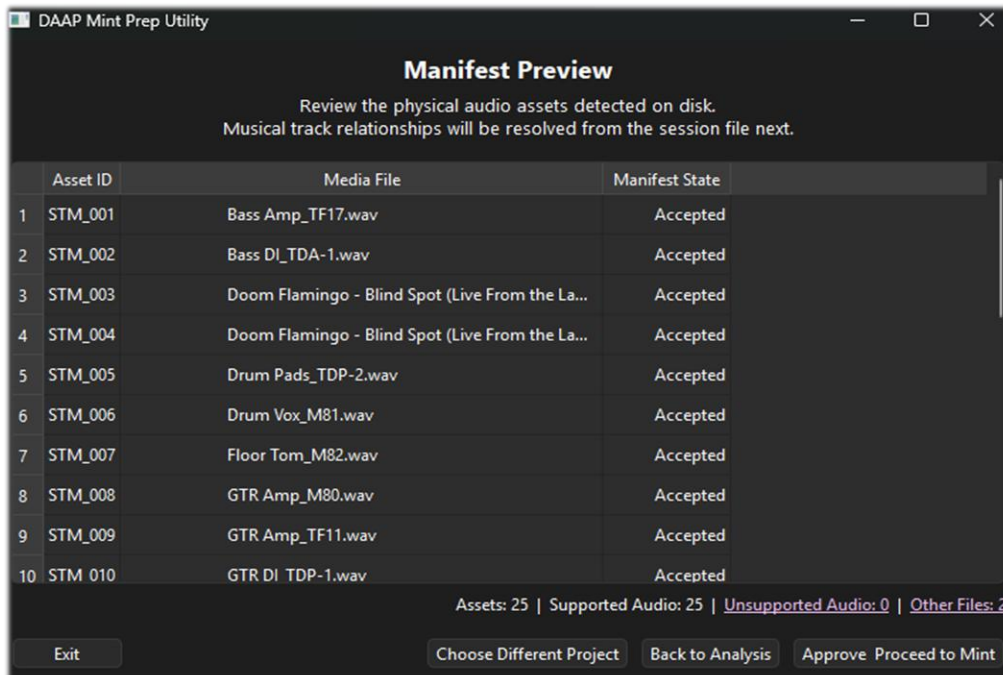 DAAP Mint Prep Utility
Manifest Preview
Review the physical audio assets detected on disk.
Musical track relationships will be resolved from the session file next.
Asset ID Media File Manifest State
1 STM_001 Bass Amp_TF17.wav Accepted
2 STM_002 Bass DI_TDA-1.wav Accepted
3 STM_003 Doom Flamingo - Blind Spot (Live From the La... Accepted
4 STM_004 Doom Flamingo - Blind Spot (Live From the La... Accepted
5 STM_005 Drum Pads_TDP-2.wav Accepted
6 STM_006 Drum Vox_M81.wav Accepted
7 STM_007 Floor Tom_M82.wav Accepted
8 STM_008 GTR Amp_M80.wav Accepted
9 STM_009 GTR Amp_TF11.wav Accepted
10 STM_010 GTR DI_TDP-1.wav Accepted
Assets: 25 | Supported Audio: 25 | Unsupported Audio: 0 | Other Files: 2
Exit Choose Different Project Back to Analysis Approve Proceed to Mint